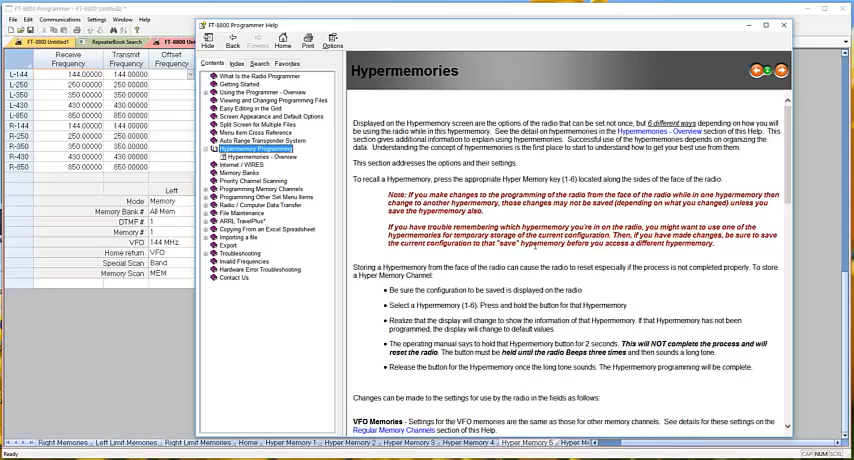 FT-8800 Programmer - FT-8800 Untitled2 *
File Edit Communications Settings Window Help
FT-8800 Untitled1
RepeaterBook Search
FT-8800 Unt
Receive Frequency Transmit Frequency Offset Frequency
L-144 144.00000 144.00000
L-250 250.00000 250.00000
L-350 350.00000 350.00000
L-430 430.00000 430.00000
L-850 850.00000 850.00000
R-144 144.00000 144.00000
R-250 250.00000 250.00000
R-350 350.00000 350.00000
R-430 430.00000 430.00000
R-850 850.00000 850.00000
Left
Mode Memory
Memory Bank # All Mem
DTMF # 1
Memory # 1
VFO 144 MHz
Home return VFO
Special Scan Band
Memory Scan MEM
FT-8800 Programmer Help
Hide Back Forward Home Print Options
Contents Index Search Favorites
What Is the Radio Programmer
Getting Started
Using the Programmer - Overview
Viewing and Changing Programming Files
Easy Editing in the Grid
Screen Appearance and Default Options
Split Screen for Multiple Files
Menu Item Cross Reference
Auto Range Transponder System
Hypermemory Programming
Hypermemories - Overview
Internet / WIRES
Memory Banks
Priority Channel Scanning
Programming Memory Channels
Programming Other Set Menu Items
Radio / Computer Data Transfer
File Maintenance
ARRL TravelPlus*
Copying From an Excel Spreadsheet
Importing a file
Export
Troubleshooting
Invalid Frequencies
Hardware Error Troubleshooting
Contact Us
Hypermemories
Displayed on the Hypermemory screen are the options of the radio that can be set not once, but 6 different ways depending on how you will
be using the radio while in this hypermemory. See the detail on hypermemories in the Hypermemories - Overview section of this Help. This
section gives additional information to explain using hypermemories. Successful use of the hypermemories depends on organizing the
data. Understanding the concept of hypermemories is the first place to start to understand how to get your best use from them.
This section addresses the options and their settings.
To recall a Hypermemory, press the appropriate Hyper Memory key (1-6) located along the sides of the face of the radio.
Note: If you make changes to the programming of the radio from the face of the radio while in one hypermemory then
change to another hypermemory, those changes may not be saved (depending on what you changed) unless you
save the hypermemory also.
If you have trouble remembering which hypermemory you're in on the radio, you might want to use one of the
hypermemories for temporary storage of the current configuration. Then, if you have made changes, be sure to save
the current configuration to that "save" hypermemory before you access a different hypermemory.
Storing a Hypermemory from the face of the radio can cause the radio to reset especially if the process is not completed properly. To store
a Hyper Memory Channel:
• Be sure the configuration to be saved is displayed on the radio
• Select a Hypermemory (1-6). Press and hold the button for that Hypermemory
• Realize that the display will change to show the information of that Hypermemory. If that Hypermemory has not been
programmed, the display will change to default values.
• The operating manual says to hold that Hypermemory button for 2 seconds. This will NOT complete the process and will
reset the radio. The button must be held until the radio Beeps three times and then sounds a long tone.
• Release the button for the Hypermemory once the long tone sounds. The Hypermemory programming will be complete.
Changes can be made to the settings for use by the radio in the fields as follows:
VFO Memories - Settings for the VFO memories are the same as those for other memory channels. See details for these settings on the
Regular Memory Channels section of this Help.
Right Memories Left Limit Memories Right Limit Memories Home Hyper Memory 1 Hyper Memory 2 Hyper Memory 3 Hyper Memory 4 Hyper Memory 5 Hyper M
Ready CAP NUM SCRL